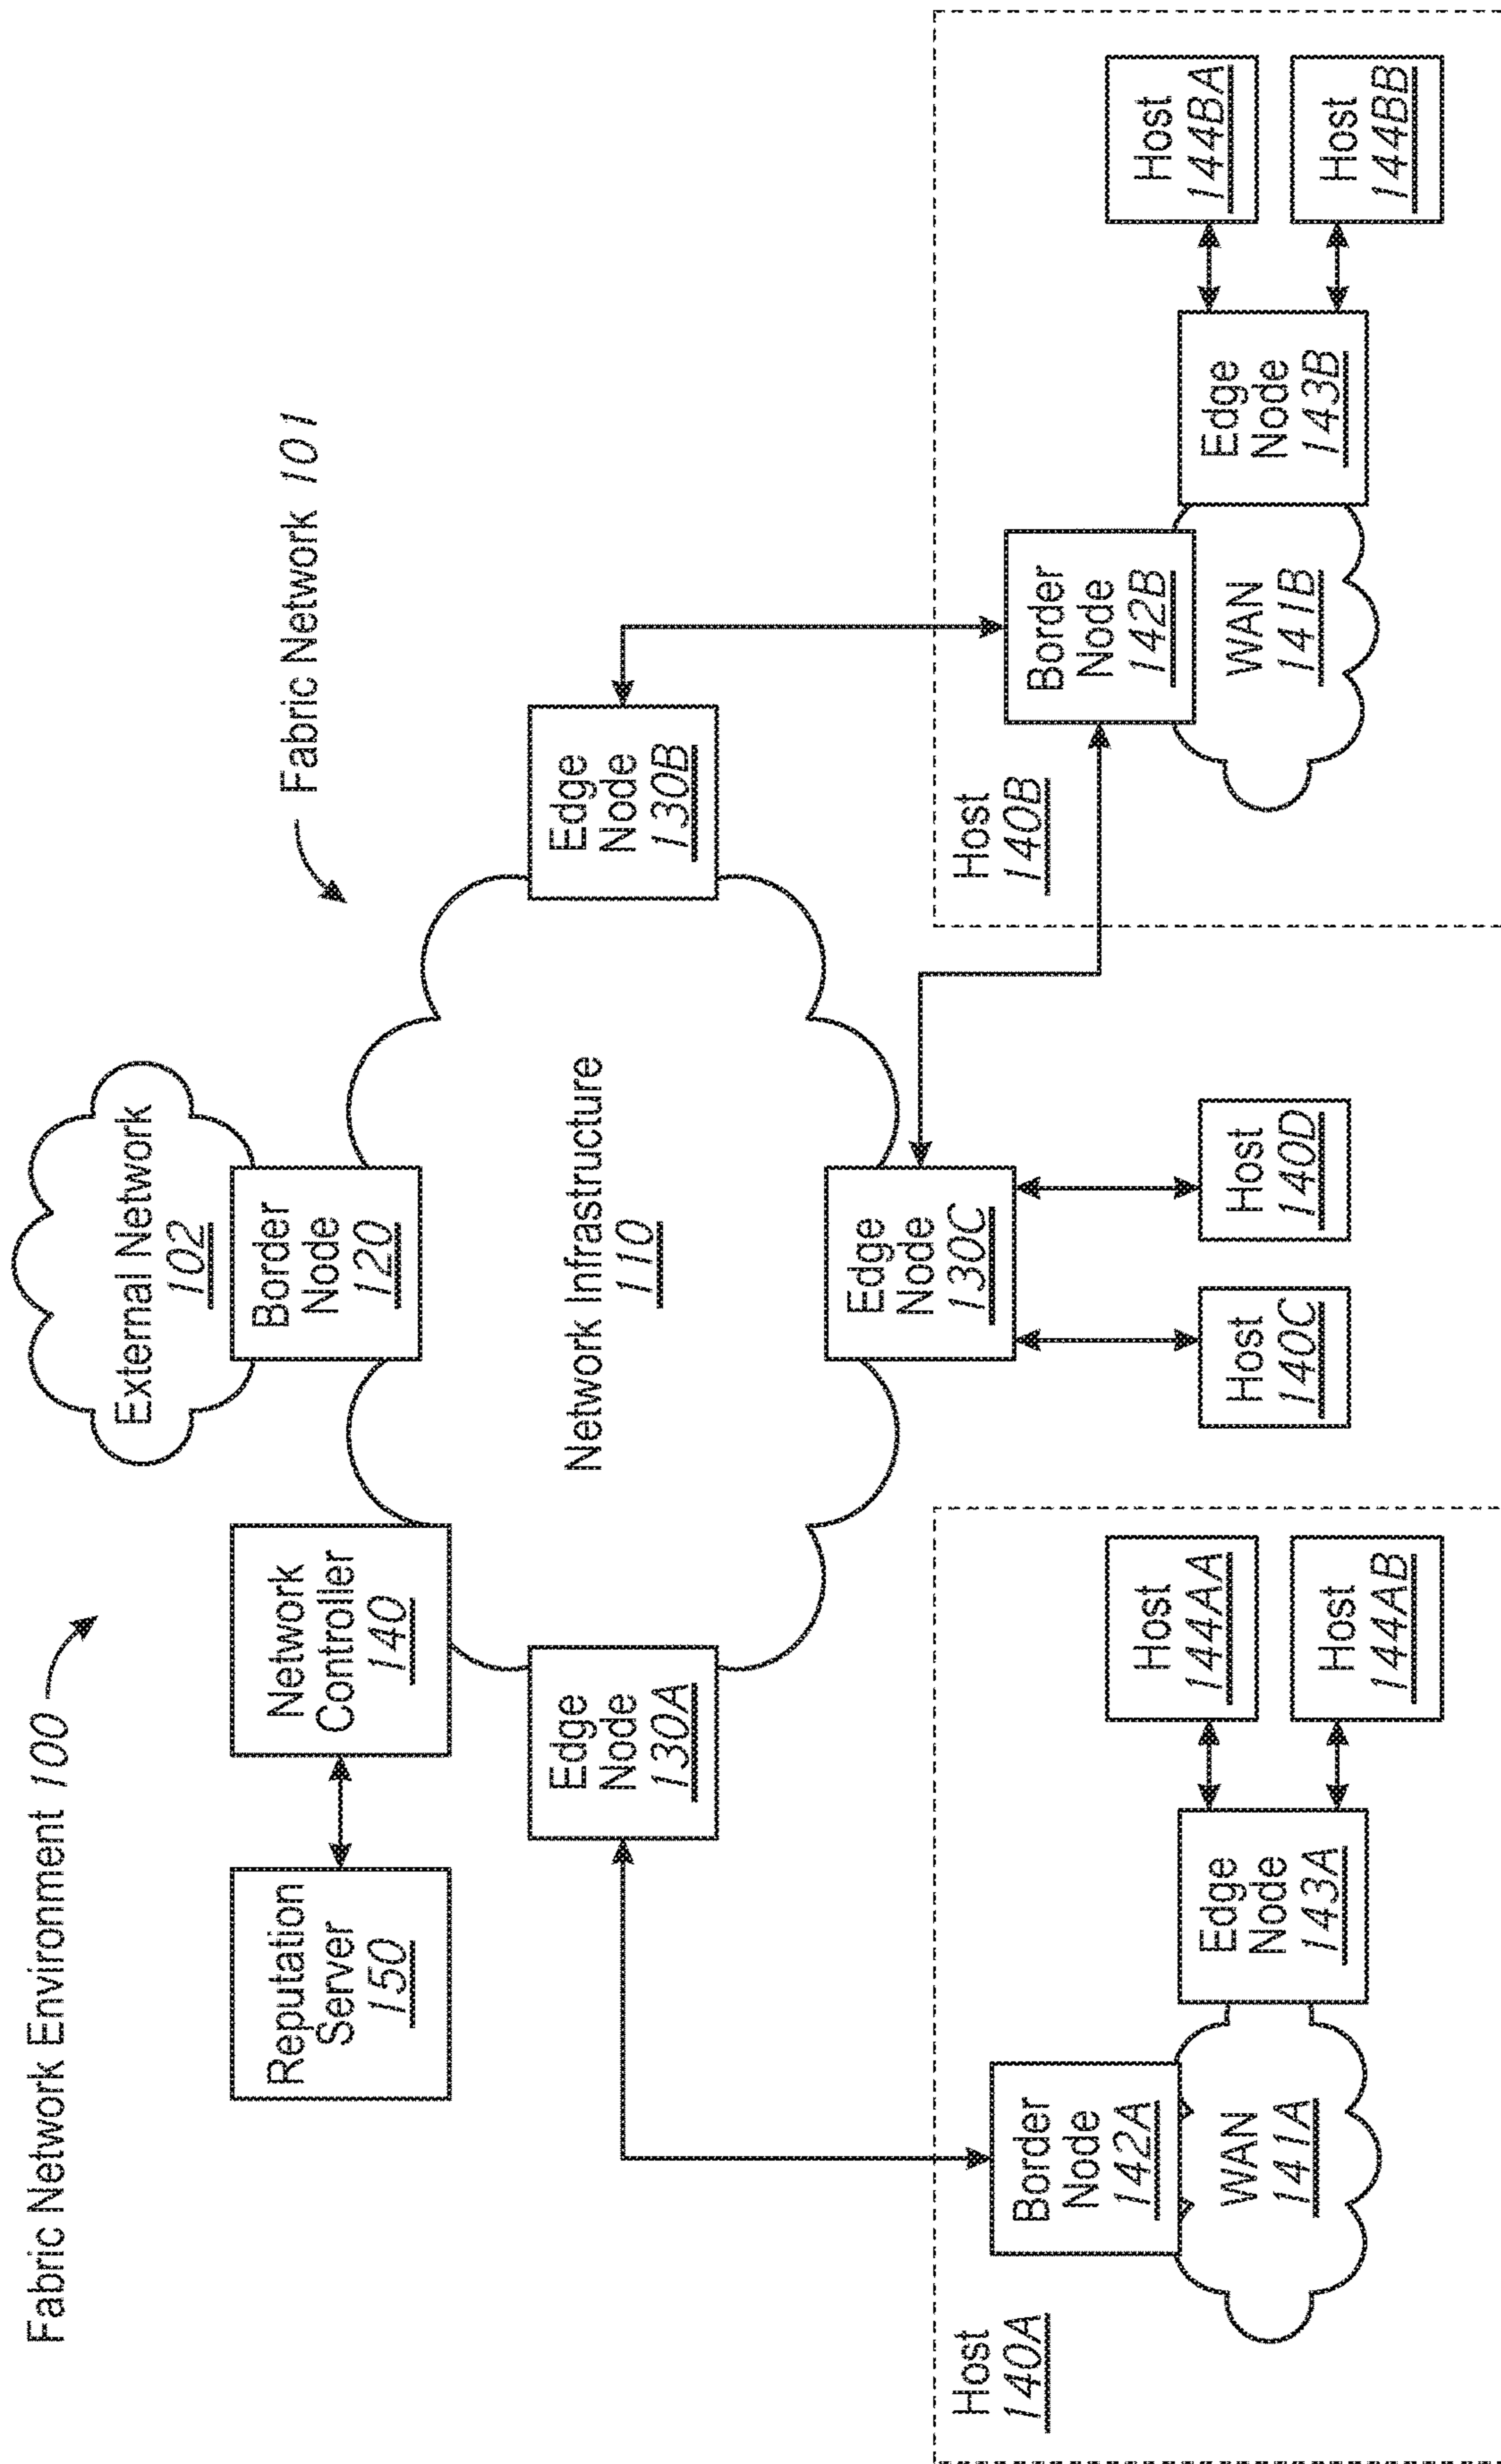 Fabric Network Environment 100
External Network
102
Fabric Network 101
Reputation
Server
150
Network
Controller
140
Border
Node
120
Edge
Node
130A
Network Infrastructure
110
Edge
Node
130B
Edge
Node
130C
Host
140A
Border
Node
142A
WAN
141A
Edge
Node
143A
Host
144AA
Host
144AB
Host
140C
Host
140D
Host
140B
Border
Node
142B
WAN
141B
Edge
Node
143B
Host
144BA
Host
144BB